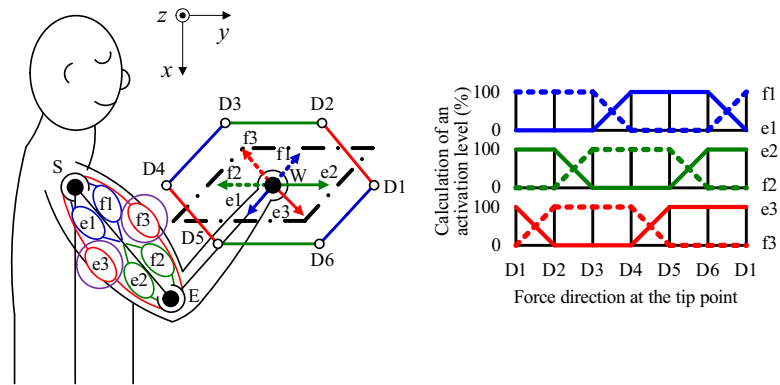 z
y
x
D3
D2
f3
f1
D4
S
f2
W
e2
D1
e1
e3
f1
f3
e1
D5
e3
f2
e2
D6
E
Calculation of an
activation level (%)
100
f1
0
e1
100
e2
0
f2
100
e3
0
f3
D1 D2 D3 D4 D5 D6 D1
Force direction at the tip point